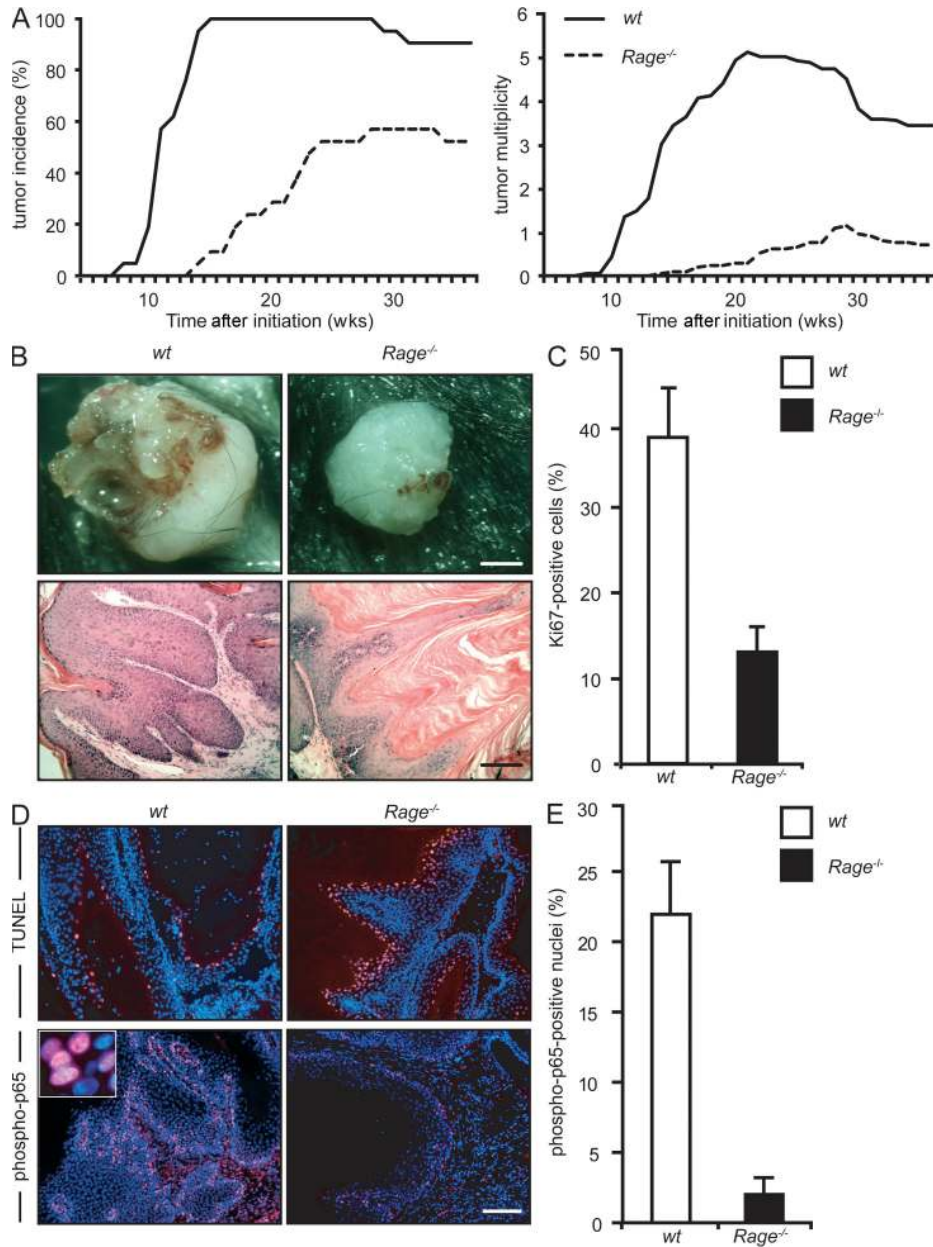 A
tumor incidence (%)
100
80
60
40
20
0
10
20
30
Time after initiation (wks)
wt
Rage-/-
tumor multiplicity
6
5
4
3
2
1
0
10
20
30
Time after initiation (wks)
B
wt
Rage-/-
C
Ki67-positive cells (%)
50
40
30
20
10
0
wt
Rage-/-
wt
Rage-/-
D
wt
Rage-/-
TUNEL
phospho-p65
E
phospho-p65-positive nuclei (%)
30
25
22
15
10
5
0
wt
Rage-/-
wt
Rage-/-